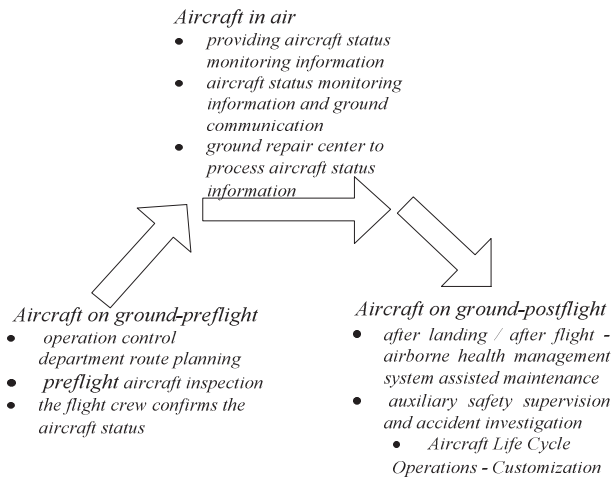 Aircraft in air
● providing aircraft status
monitoring information
● aircraft status monitoring
information and ground
communication
● ground repair center to
process aircraft status
information
Aircraft on ground-preflight
● operation control
department route planning
● preflight aircraft inspection
● the flight crew confirms the
aircraft status
Aircraft on ground-postflight
● after landing / after flight -
airborne health management
system assisted maintenance
● auxiliary safety supervision
and accident investigation
● Aircraft Life Cycle
Operations - Customization